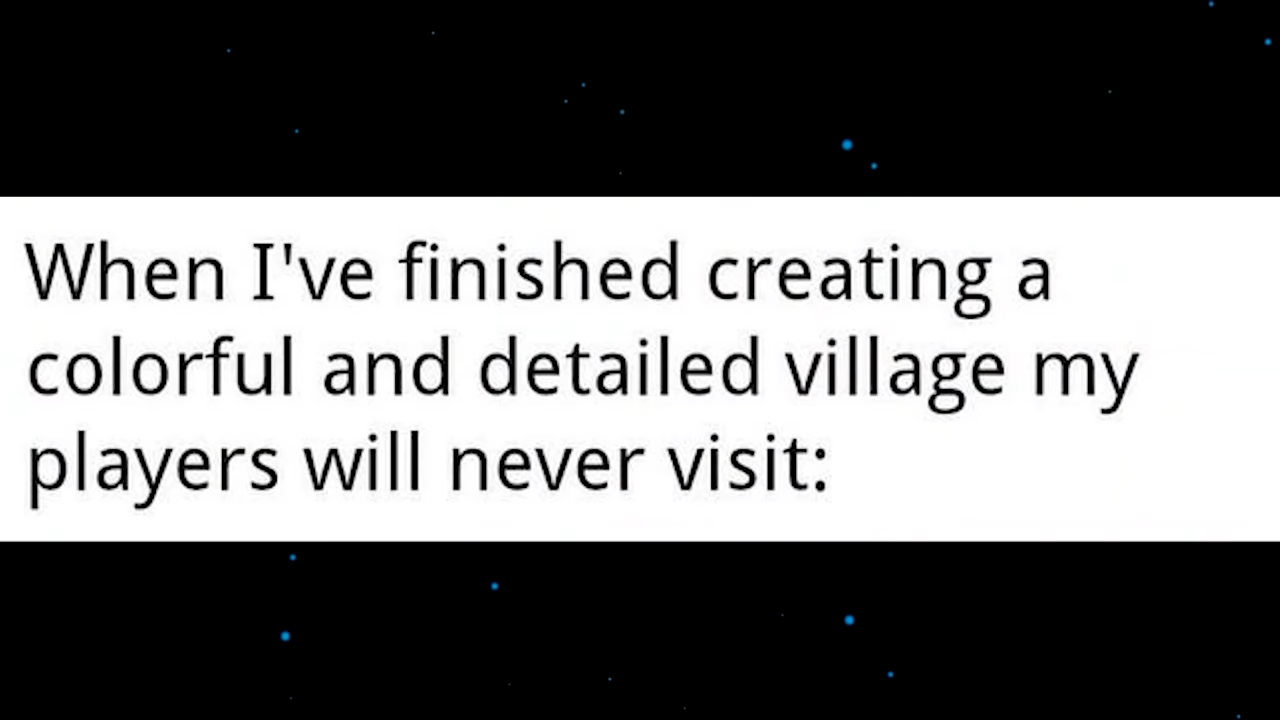 When I've finished creating a
colorful and detailed village my
players will never visit: